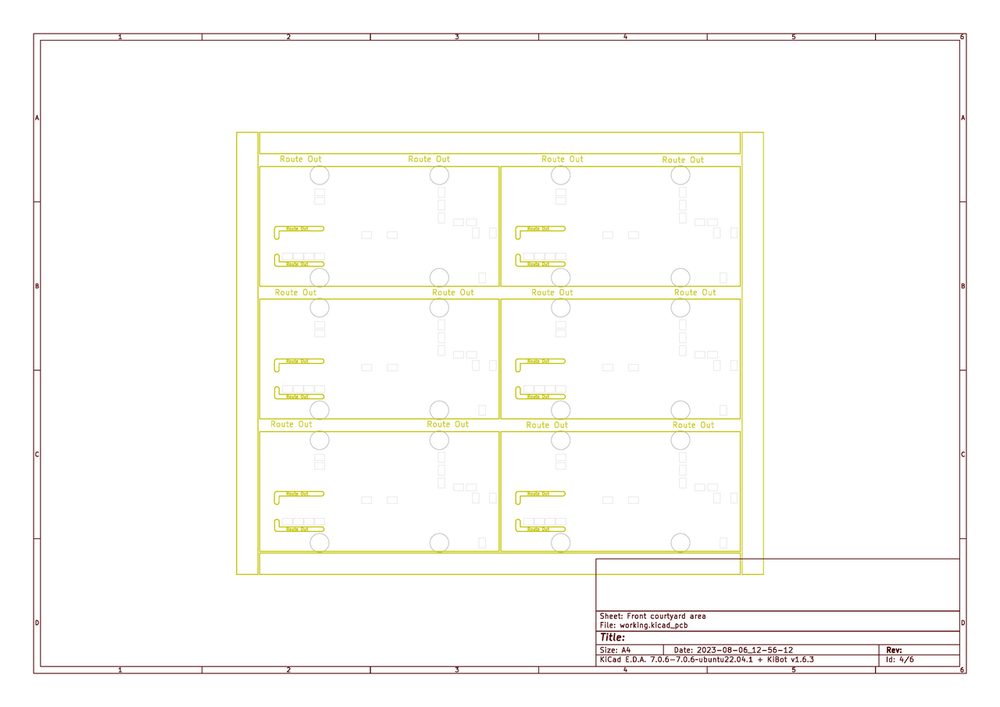 1 2 3 4 5 6
A A
Route Out Route Out Route Out Route Out
Route Out Route Out
Route Out Route Out
B B
Route Out Route Out Route Out Route Out
Route Out Route Out
Route Out Route Out
Route Out Route Out Route Out Route Out
C C
Route Out Route Out
Route Out Route Out
Sheet: Front courtyard area
File: working.kicad_pcb
D D
Title:
Size: A4 Date: 2023-08-06_12-56-12 Rev:
KiCad E.D.A. 7.0.6-7.0.6~ubuntu22.04.1 + KiBot v1.6.3 Id: 4/6
1 2 3 4 5 6